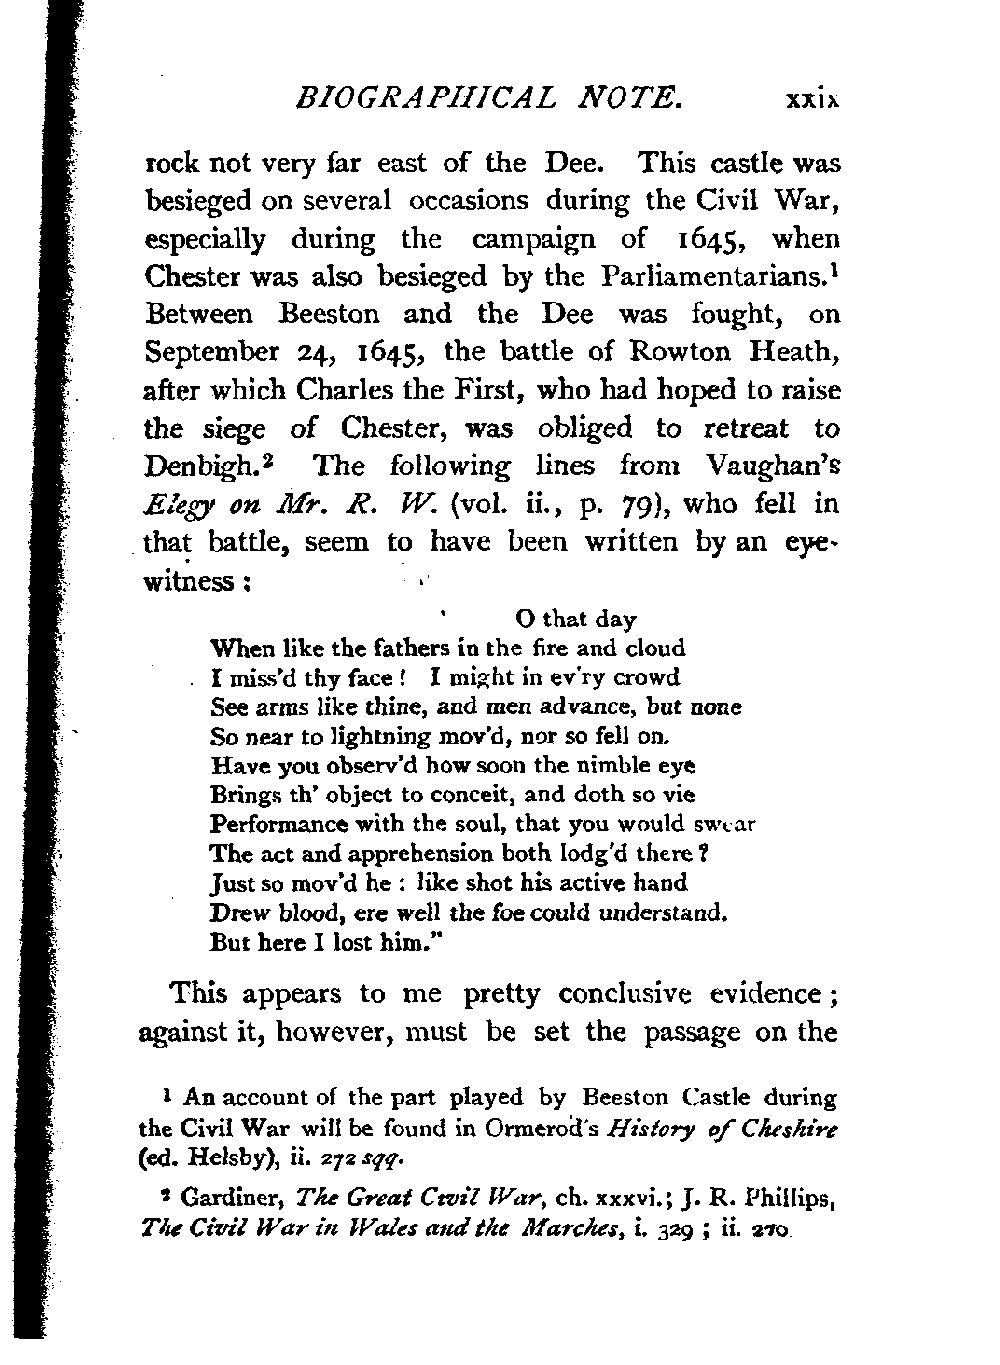 BIOGRAPHICAL NOTE. xxix
rock not very far east of the Dee. This castle was
besieged on several occasions during the Civil War,
especially during the campaign of 1645, when
Chester was also besieged by the Parliamentarians.¹
Between Beeston and the Dee was fought, on
September 24, 1645, the battle of Rowton Heath,
after which Charles the First, who had hoped to raise
the siege of Chester, was obliged to retreat to
Denbigh.² The following lines from Vaughan's
Elegy on Mr. R. W. (vol. ii., p. 79), who fell in
that battle, seem to have been written by an eye-
witness :
O that day
When like the fathers in the fire and cloud
I miss'd thy face ! I might in ev'ry crowd
See arms like thine, and men advance, but none
So near to lightning mov'd, nor so fell on.
Have you observ'd how soon the nimble eye
Brings th' object to conceit, and doth so vie
Performance with the soul, that you would swear
The act and apprehension both lodg'd there ?
Just so mov'd he : like shot his active hand
Drew blood, ere well the foe could understand.
But here I lost him."
This appears to me pretty conclusive evidence ;
against it, however, must be set the passage on the
¹ An account of the part played by Beeston Castle during
the Civil War will be found in Ormerod's History of Cheshire
(ed. Helsby), ii. 272 sqq.
² Gardiner, The Great Civil War, ch. xxxvi.; J. R. Phillips,
The Civil War in Wales and the Marches, i. 329 ; ii. 270.